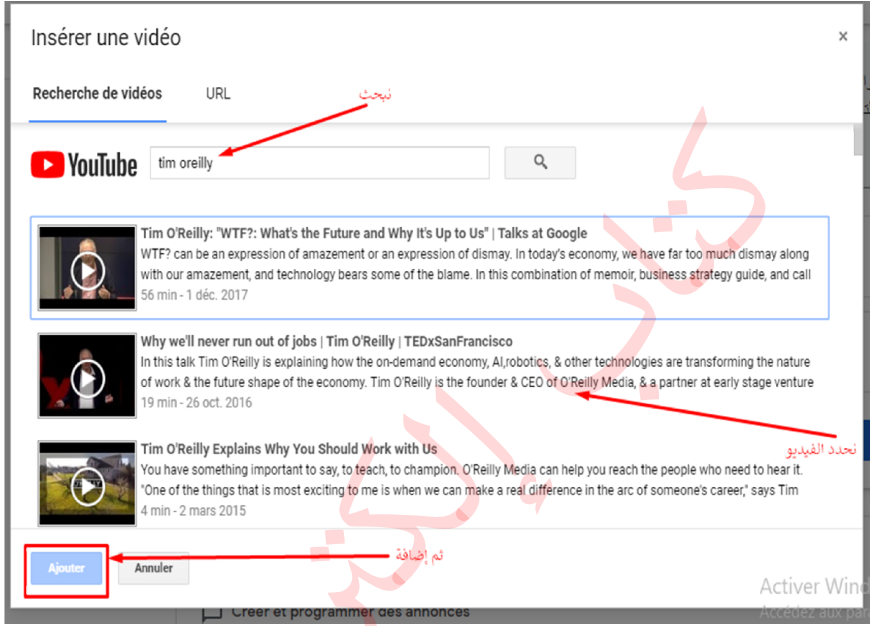 Insérer une vidéo
×
Recherche de vidéos
URL
نبحث
YouTube
tim oreilly
Tim O'Reilly: "WTF?: What's the Future and Why It's Up to Us" | Talks at Google
WTF? can be an expression of amazement or an expression of dismay. In today's economy, we have far too much dismay along
with our amazement, and technology bears some of the blame. In this combination of memoir, business strategy guide, and call
56 min - 1 déc. 2017
Why we'll never run out of jobs | Tim O'Reilly | TEDxSanFrancisco
In this talk Tim O'Reilly is explaining how the on-demand economy, AI,robotics, & other technologies are transforming the nature
of work & the future shape of the economy. Tim O'Reilly is the founder & CEO of O'Reilly Media, & a partner at early stage venture
19 min - 26 oct. 2016
نحدد الفيديو
Tim O'Reilly Explains Why You Should Work with Us
You have something important to say, to teach, to champion. O'Reilly Media can help you reach the people who need to hear it.
"One of the things that is most exciting to me is when we can make a real difference in the arc of someone's career," says Tim
4 min - 2 mars 2015
ثم إضافة
Ajouter
Annuler
Activer Wind
Accédez aux para
Créer et programmer des annonces
كتاب